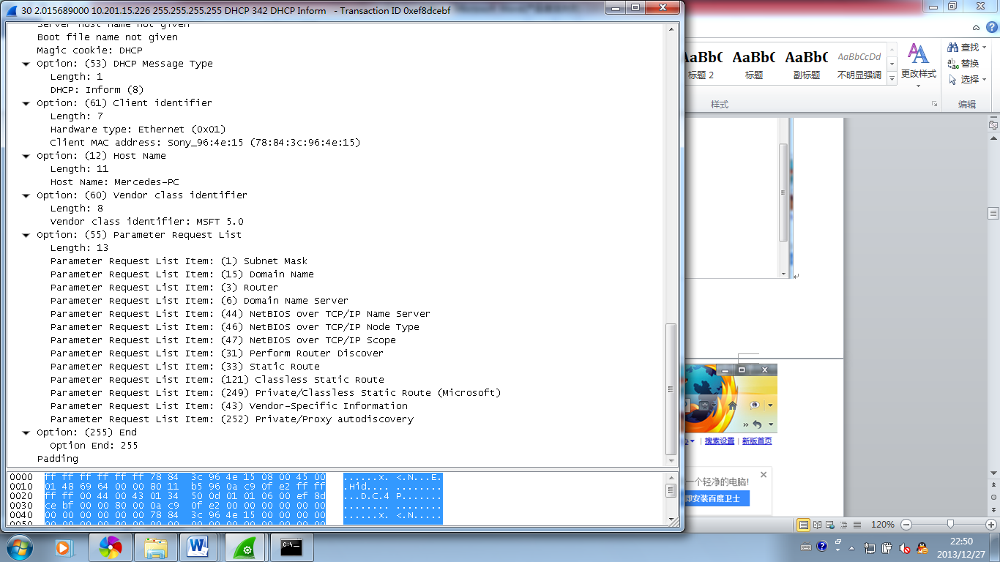 30 2.015689000 10.201.15.226 255.255.255.255 DHCP 342 DHCP Inform - Transaction ID 0xef8dcebf
Server host name not given
Boot file name not given
Magic cookie: DHCP
Option: (53) DHCP Message Type
Length: 1
DHCP: Inform (8)
Option: (61) Client identifier
Length: 7
Hardware type: Ethernet (0x01)
Client MAC address: Sony_96:4e:15 (78:84:3c:96:4e:15)
Option: (12) Host Name
Length: 11
Host Name: Mercedes-PC
Option: (60) Vendor class identifier
Length: 8
Vendor class identifier: MSFT 5.0
Option: (55) Parameter Request List
Length: 13
Parameter Request List Item: (1) Subnet Mask
Parameter Request List Item: (15) Domain Name
Parameter Request List Item: (3) Router
Parameter Request List Item: (6) Domain Name Server
Parameter Request List Item: (44) NetBIOS over TCP/IP Name Server
Parameter Request List Item: (46) NetBIOS over TCP/IP Node Type
Parameter Request List Item: (47) NetBIOS over TCP/IP Scope
Parameter Request List Item: (31) Perform Router Discover
Parameter Request List Item: (33) Static Route
Parameter Request List Item: (121) Classless Static Route
Parameter Request List Item: (249) Private/Classless Static Route (Microsoft)
Parameter Request List Item: (43) Vendor-Specific Information
Parameter Request List Item: (252) Private/Proxy autodiscovery
Option: (255) End
Option End: 255
Padding
0000 ff ff ff ff ff ff 78 84 3c 96 4e 15 08 00 45 00 ......x. <.N...E.
0010 01 48 69 64 00 00 80 11 b5 96 0a c9 0f e2 ff ff .Hid.... ........
0020 ff ff 00 44 00 43 01 34 50 0d 01 01 06 00 ef 8d ...D.C.4 P.......
0030 ce bf 00 00 80 00 0a c9 0f e2 00 00 00 00 00 00 ........ ........
0040 00 00 00 00 00 00 78 84 3c 96 4e 15 00 00 00 00 ......x. <.N.....
AaBbC AaBbC AaBbC AaBbCcDd
标题 2 标题 副标题 不明显强调
更改样式
查找
替换
选择
样式
编辑
搜索设置 | 新版首页
一个轻净的电脑!
即安装百度卫士
120%
22:50
2013/12/27